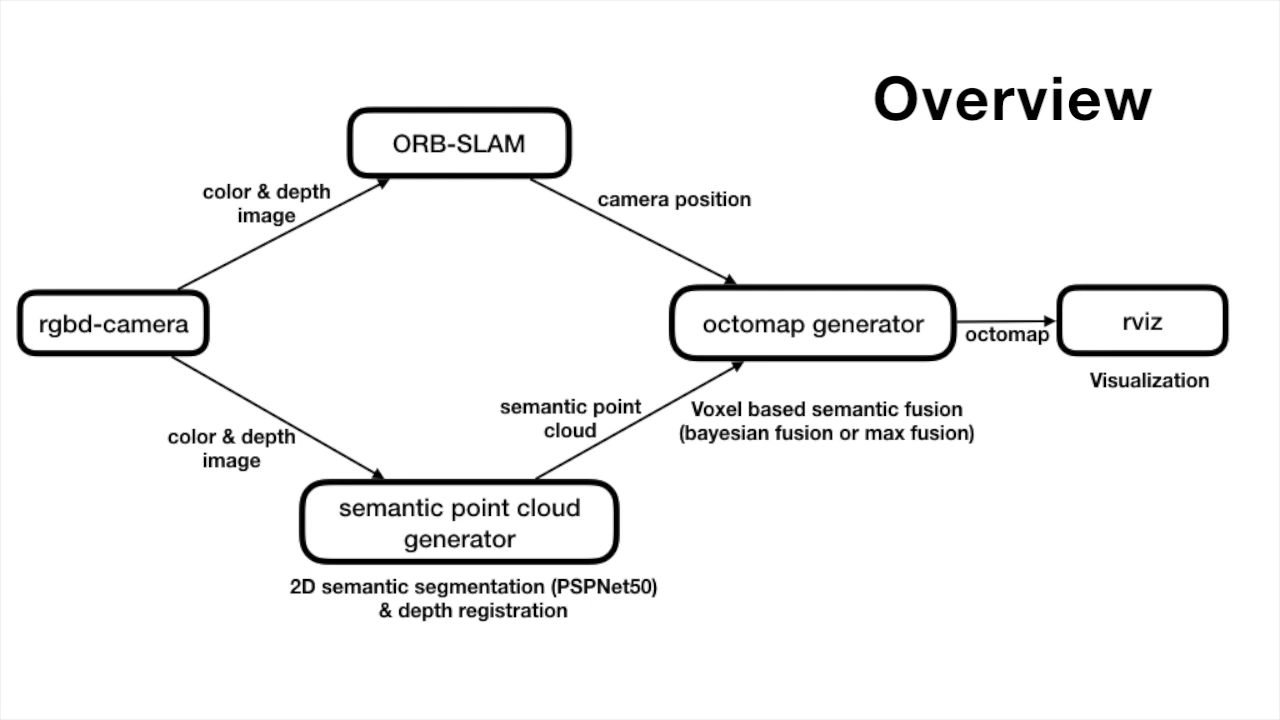 Overview
ORB-SLAM
color & depth
image
camera position
rgbd-camera
octomap generator
octomap
rviz
Visualization
color & depth
image
semantic point
cloud
Voxel based semantic fusion
(bayesian fusion or max fusion)
semantic point cloud
generator
2D semantic segmentation (PSPNet50)
& depth registration